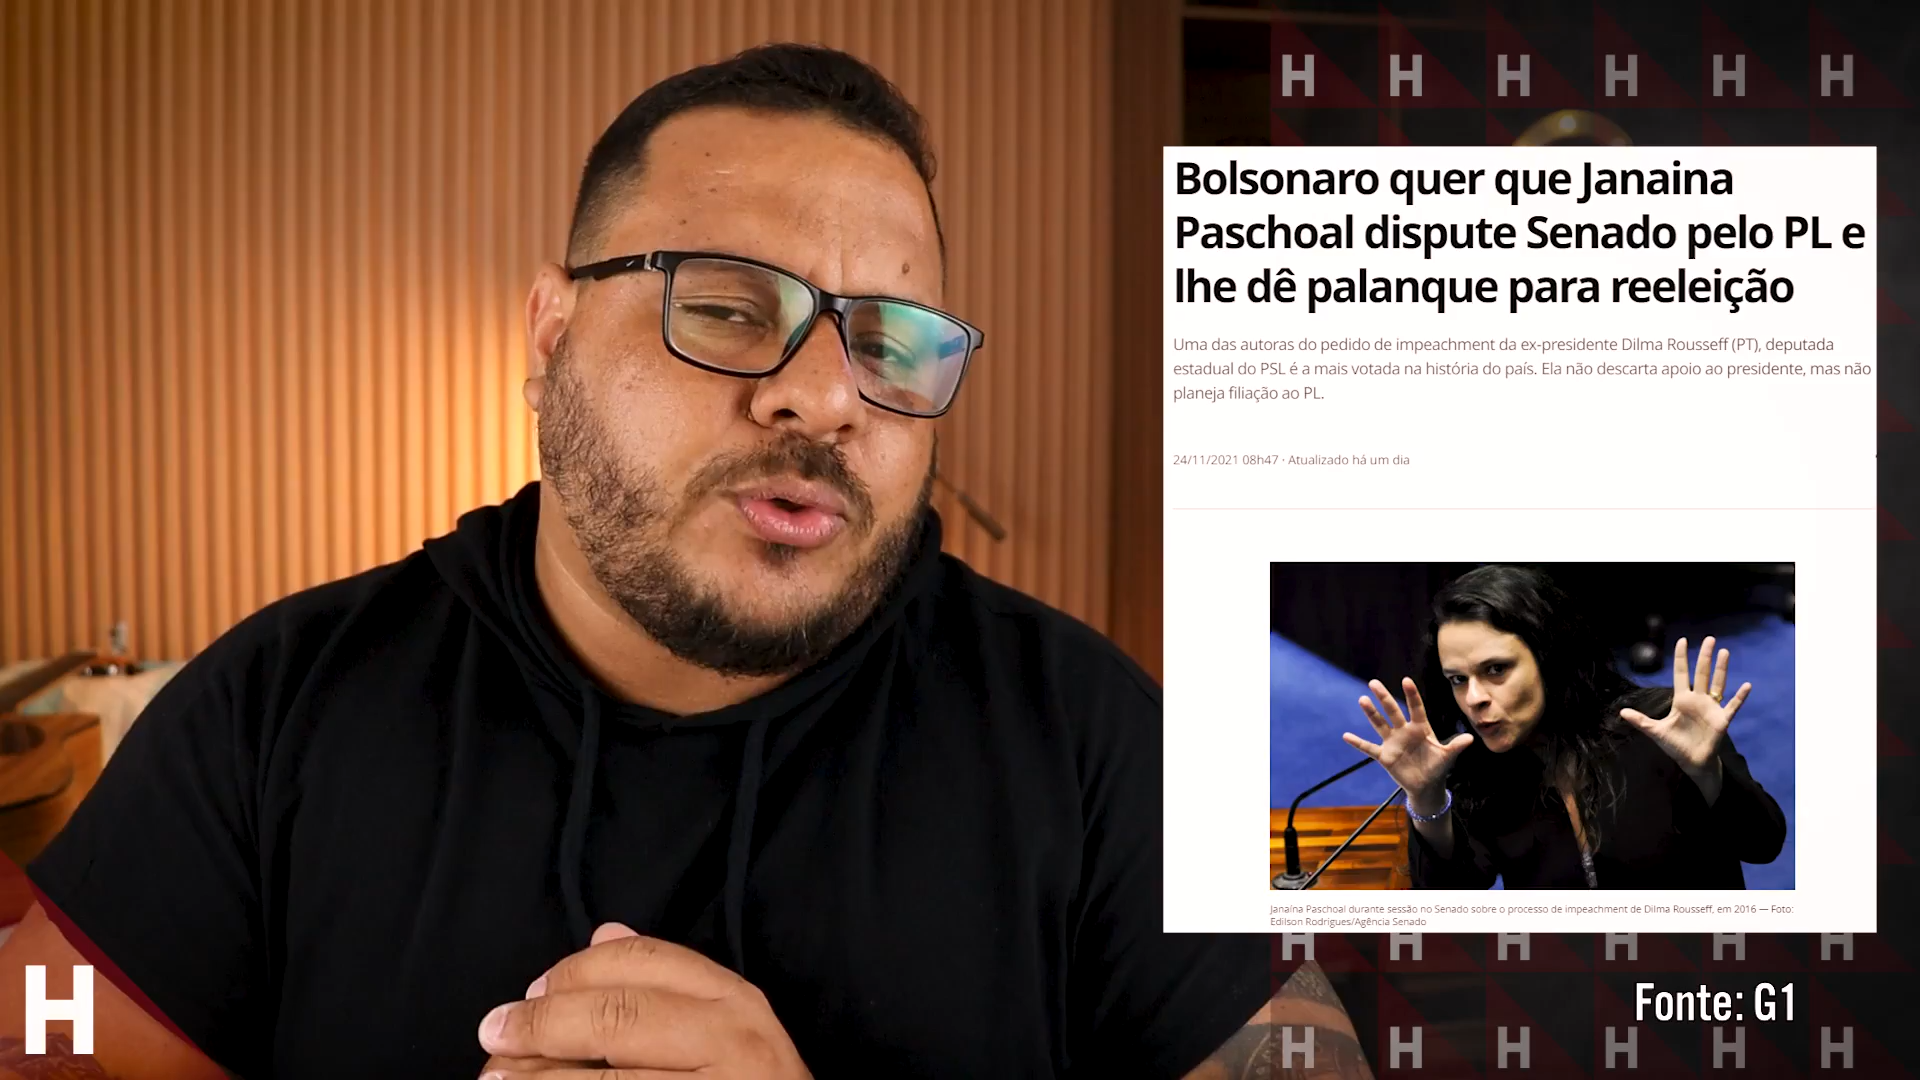 H H H H H H
Bolsonaro quer que Janaina
Paschoal dispute Senado pelo PL e
lhe dê palanque para reeleição
Uma das autoras do pedido de impeachment da ex-presidente Dilma Rousseff (PT), deputada
estadual do PSL é a mais votada na história do país. Ela não descarta apoio ao presidente, mas não
planeja filiação ao PL.
24/11/2021 08h47 · Atualizado há um dia
Janaína Paschoal durante sessão no Senado sobre o processo de impeachment de Dilma Rousseff, em 2016 — Foto:
Edilson Rodrigues/Agência Senado
H H H H H H
H
Fonte: G1
H H H H H H